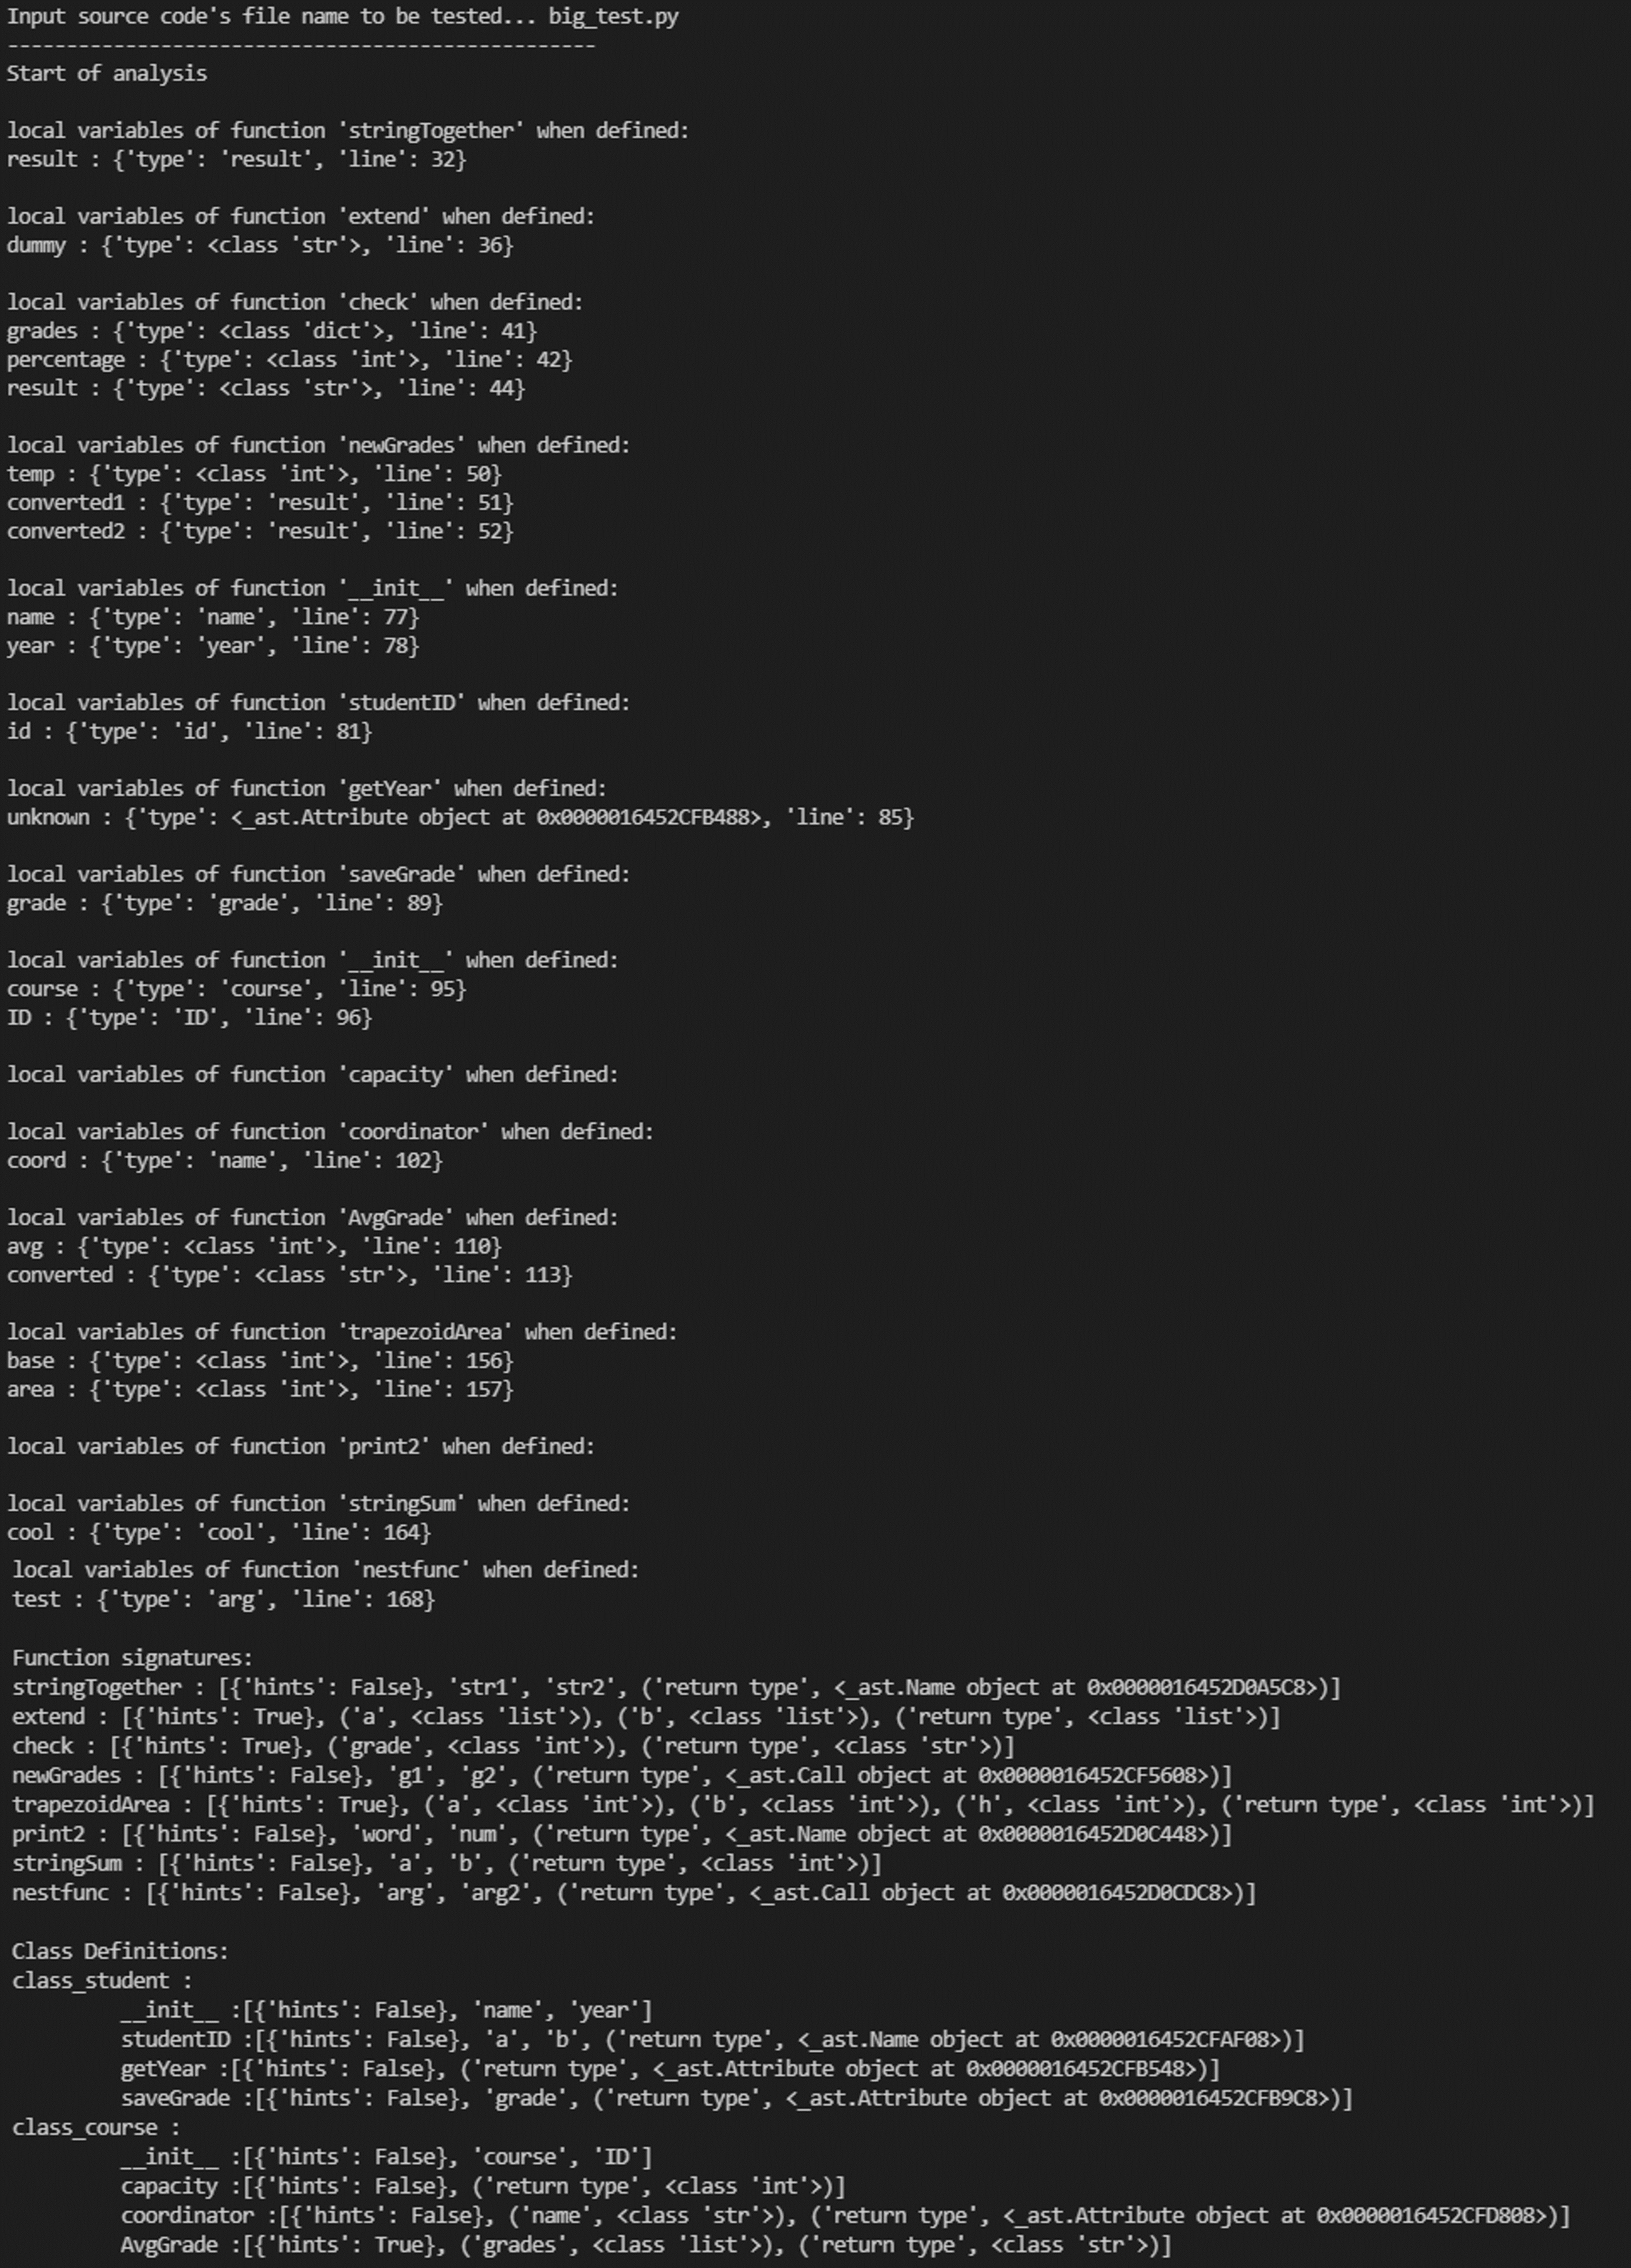 Input source code's file name to be tested... big_test.py
--------------------------------------------------
Start of analysis
local variables of function 'stringTogether' when defined:
result : {'type': 'result', 'line': 32}
local variables of function 'extend' when defined:
dummy : {'type': <class 'str'>, 'line': 36}
local variables of function 'check' when defined:
grades : {'type': <class 'dict'>, 'line': 41}
percentage : {'type': <class 'int'>, 'line': 42}
result : {'type': <class 'str'>, 'line': 44}
local variables of function 'newGrades' when defined:
temp : {'type': <class 'int'>, 'line': 50}
converted1 : {'type': 'result', 'line': 51}
converted2 : {'type': 'result', 'line': 52}
local variables of function '__init__' when defined:
name : {'type': 'name', 'line': 77}
year : {'type': 'year', 'line': 78}
local variables of function 'studentID' when defined:
id : {'type': 'id', 'line': 81}
local variables of function 'getYear' when defined:
unknown : {'type': <_ast.Attribute object at 0x0000016452CFB488>, 'line': 85}
local variables of function 'saveGrade' when defined:
grade : {'type': 'grade', 'line': 89}
local variables of function '__init__' when defined:
course : {'type': 'course', 'line': 95}
ID : {'type': 'ID', 'line': 96}
local variables of function 'capacity' when defined:
local variables of function 'coordinator' when defined:
coord : {'type': 'name', 'line': 102}
local variables of function 'AvgGrade' when defined:
avg : {'type': <class 'int'>, 'line': 110}
converted : {'type': <class 'str'>, 'line': 113}
local variables of function 'trapezoidArea' when defined:
base : {'type': <class 'int'>, 'line': 156}
area : {'type': <class 'int'>, 'line': 157}
local variables of function 'print2' when defined:
local variables of function 'stringSum' when defined:
cool : {'type': 'cool', 'line': 164}
local variables of function 'nestfunc' when defined:
test : {'type': 'arg', 'line': 168}
Function signatures:
stringTogether : [{'hints': False}, 'str1', 'str2', ('return type', <_ast.Name object at 0x0000016452D0A5C8>)]
extend : [{'hints': True}, ('a', <class 'list'>), ('b', <class 'list'>), ('return type', <class 'list'>)]
check : [{'hints': True}, ('grade', <class 'int'>), ('return type', <class 'str'>)]
newGrades : [{'hints': False}, 'g1', 'g2', ('return type', <_ast.Call object at 0x0000016452CF5608>)]
trapezoidArea : [{'hints': True}, ('a', <class 'int'>), ('b', <class 'int'>), ('h', <class 'int'>), ('return type', <class 'int'>)]
print2 : [{'hints': False}, 'word', 'num', ('return type', <_ast.Name object at 0x0000016452D0C448>)]
stringSum : [{'hints': False}, 'a', 'b', ('return type', <class 'int'>)]
nestfunc : [{'hints': False}, 'arg', 'arg2', ('return type', <_ast.Call object at 0x0000016452D0CDC8>)]
Class Definitions:
class_student :
__init__ :[{'hints': False}, 'name', 'year']
studentID :[{'hints': False}, 'a', 'b', ('return type', <_ast.Name object at 0x0000016452CFAF08>)]
getYear :[{'hints': False}, ('return type', <_ast.Attribute object at 0x0000016452CFB548>)]
saveGrade :[{'hints': False}, 'grade', ('return type', <_ast.Attribute object at 0x0000016452CFB9C8>)]
class_course :
__init__ :[{'hints': False}, 'course', 'ID']
capacity :[{'hints': False}, ('return type', <class 'int'>)]
coordinator :[{'hints': False}, ('name', <class 'str'>), ('return type', <_ast.Attribute object at 0x0000016452CFD808>)]
AvgGrade :[{'hints': True}, ('grades', <class 'list'>), ('return type', <class 'str'>)]